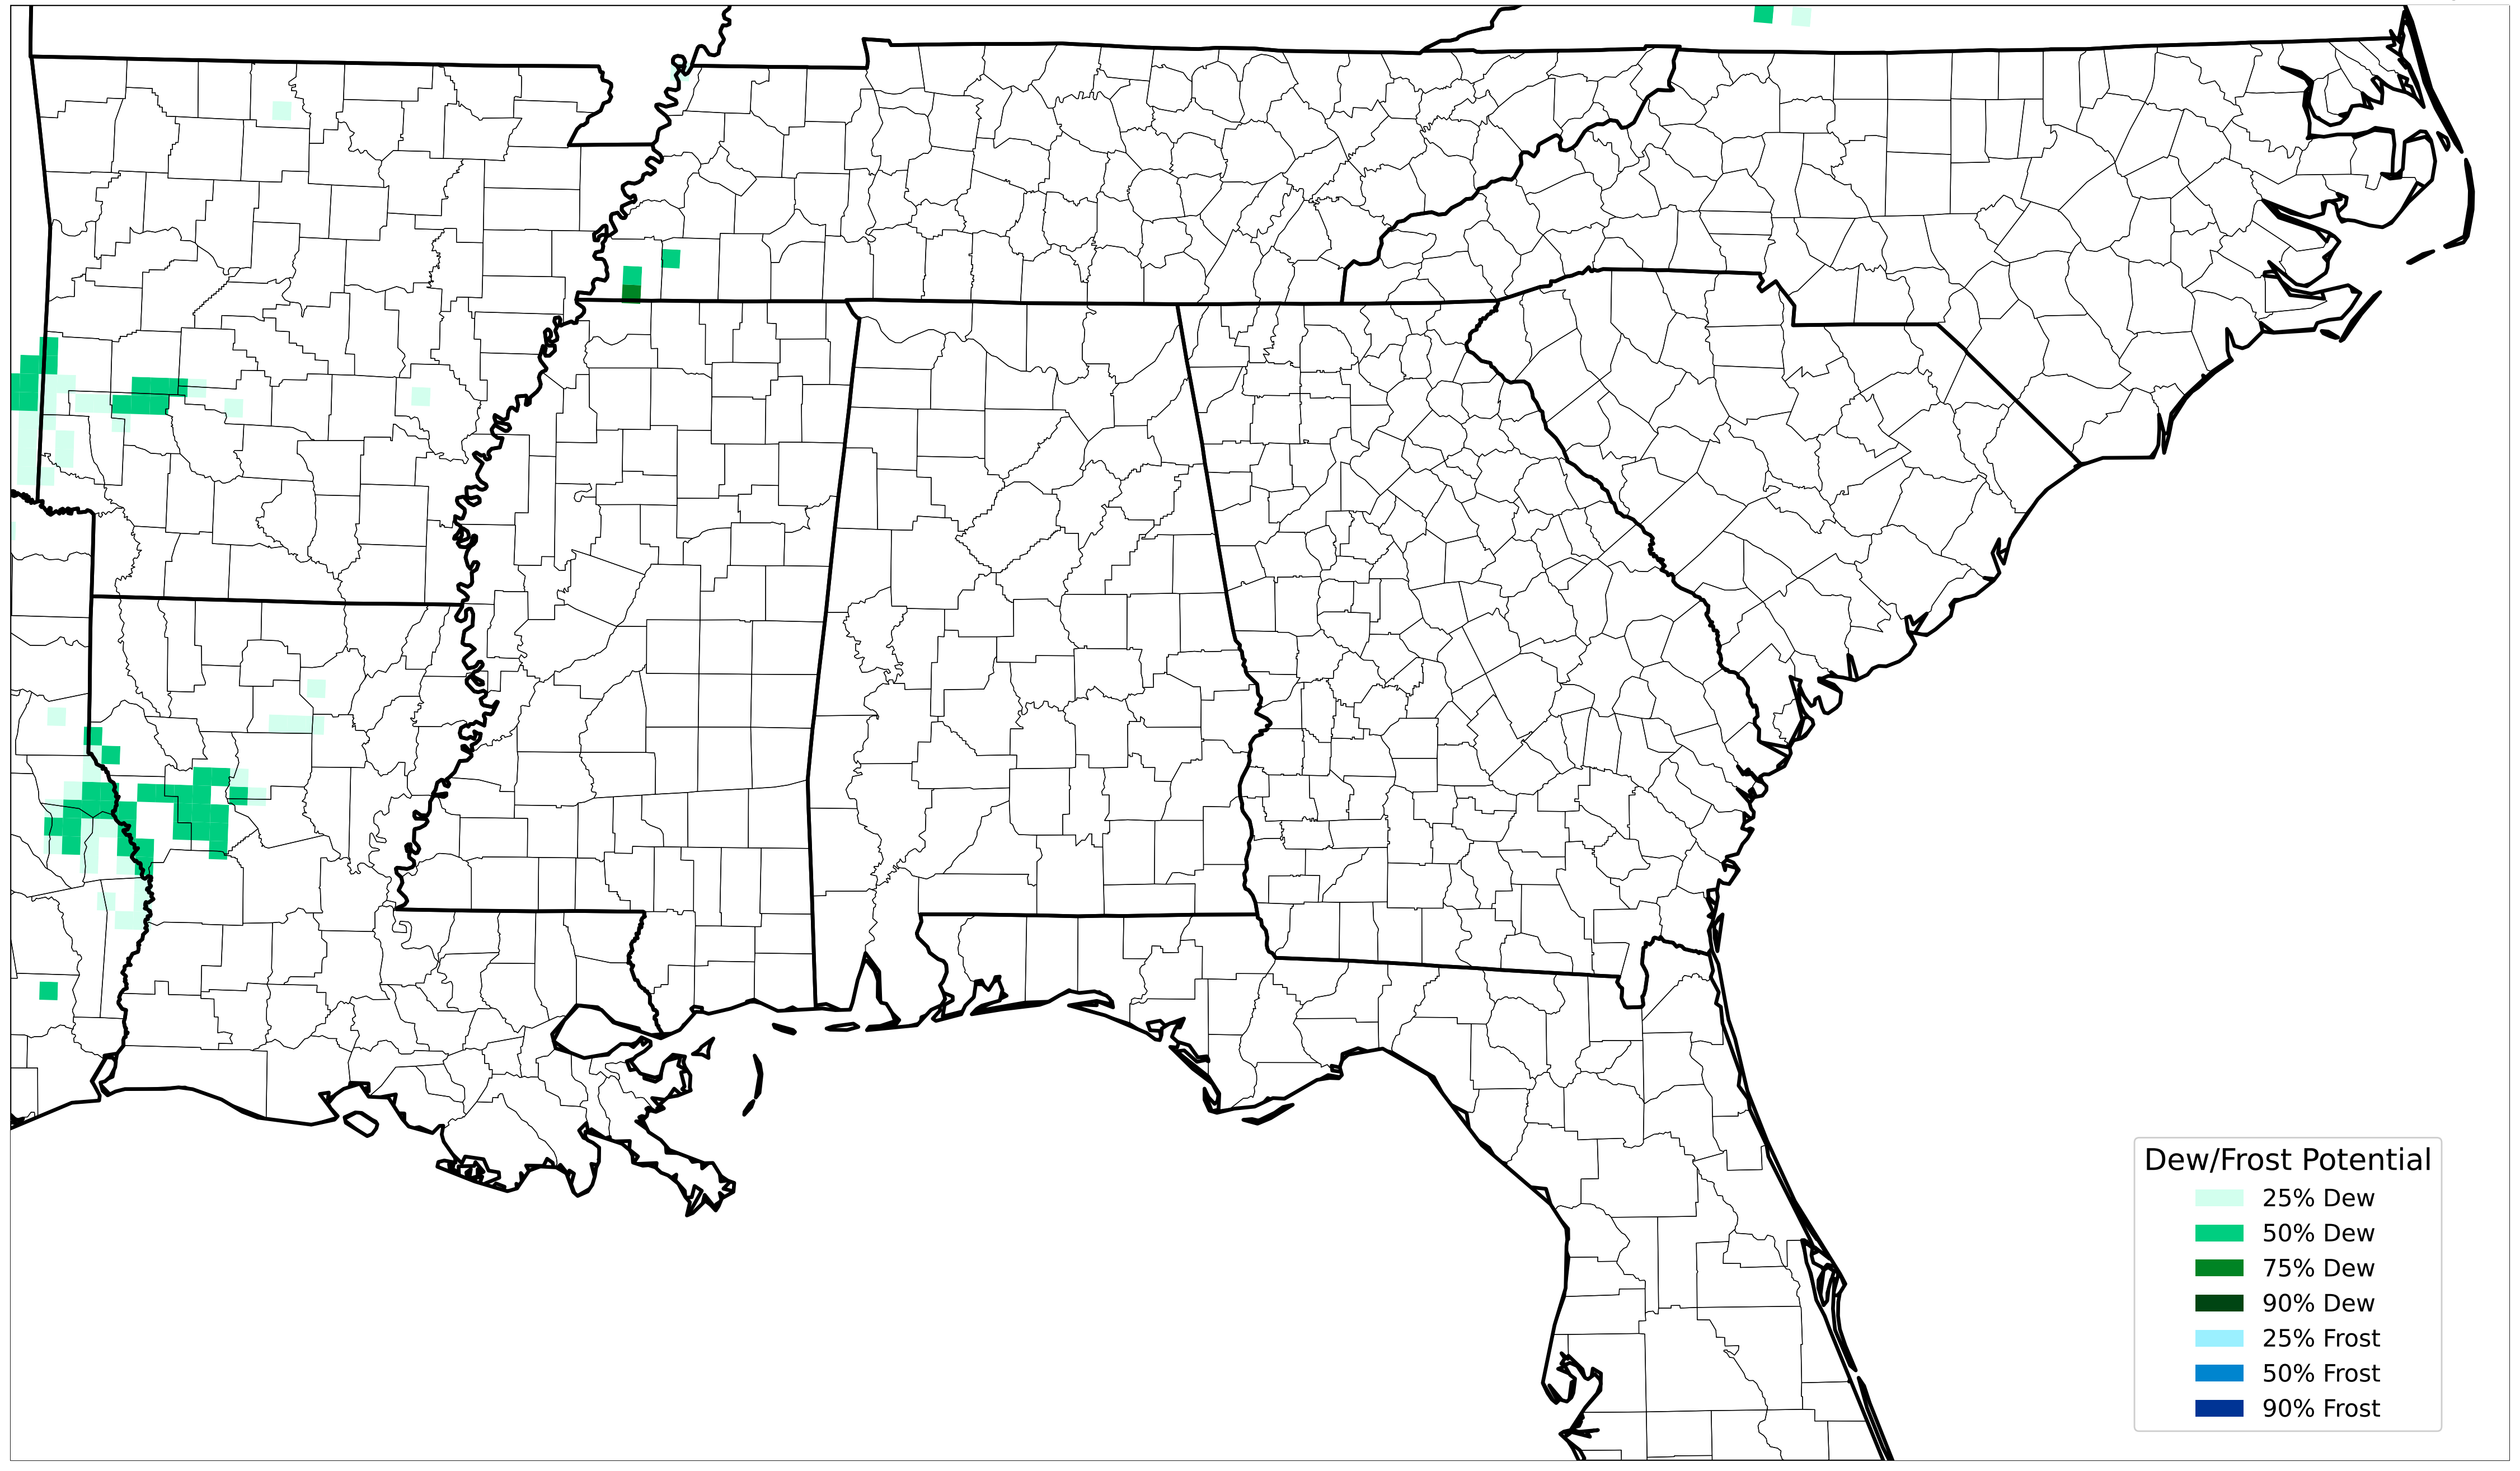 Dew/Frost Potential
25% Dew
50% Dew
75% Dew
90% Dew
25% Frost
50% Frost
90% Frost